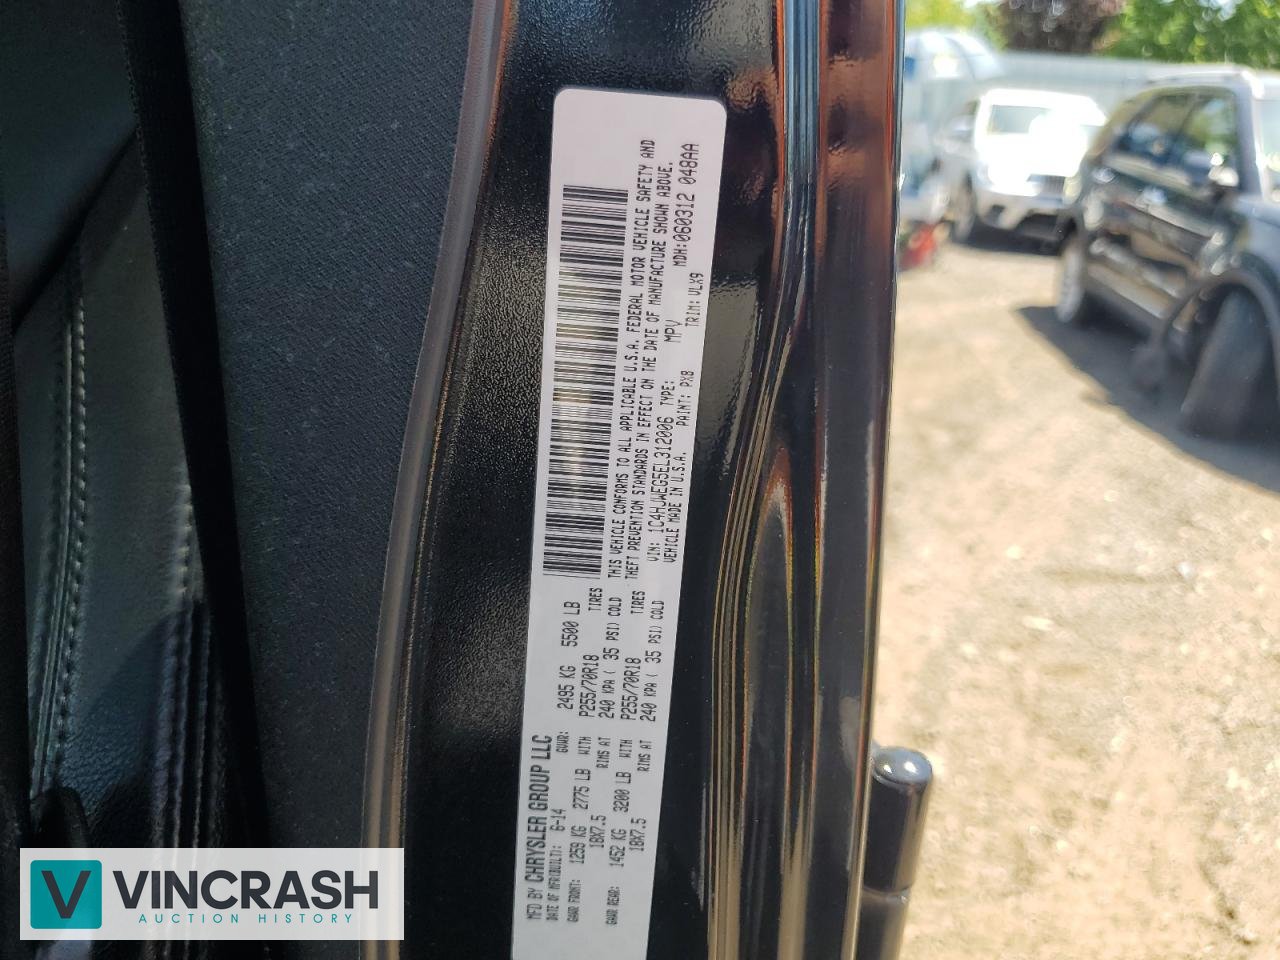 MFD BY CHRYSLER GROUP LLC
DATE OF MFR(BUILT): 6-14 GVWR: 2495 KG 5500 LB
GAWR FRONT: 1259 KG 2775 LB WITH P255/70R18 TIRES
18X7.5 RIMS AT 240 KPA ( 35 PSI) COLD
GAWR REAR: 1452 KG 3200 LB WITH P255/70R18 TIRES
18X7.5 RIMS AT 240 KPA ( 35 PSI) COLD
THIS VEHICLE CONFORMS TO ALL APPLICABLE U.S.A. FEDERAL MOTOR VEHICLE SAFETY AND
THEFT PREVENTION STANDARDS IN EFFECT ON THE DATE OF MANUFACTURE SHOWN ABOVE.
VIN: 1C4HJWEG5EL312006 TYPE: MPV MDH:060312 048AA
VEHICLE MADE IN U.S.A. PAINT: PX8 TRIM: VLX9
V VINCRASH
AUCTION HISTORY